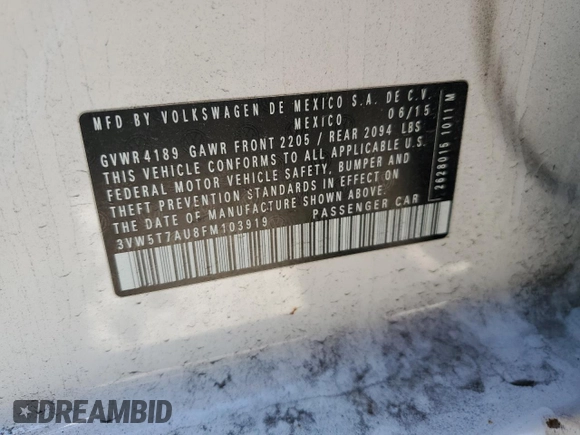 MFD BY VOLKSWAGEN DE MEXICO S.A. DE C.V.
MEXICO 06/15
GVWR 4189 GAWR FRONT 2205 / REAR 2094 LBS
THIS VEHICLE CONFORMS TO ALL APPLICABLE U.S.
FEDERAL MOTOR VEHICLE SAFETY, BUMPER AND
THEFT PREVENTION STANDARDS IN EFFECT ON
THE DATE OF MANUFACTURE SHOWN ABOVE.
3VW5T7AU8FM103919 PASSENGER CAR
2628015 1011 M
DREAMBID